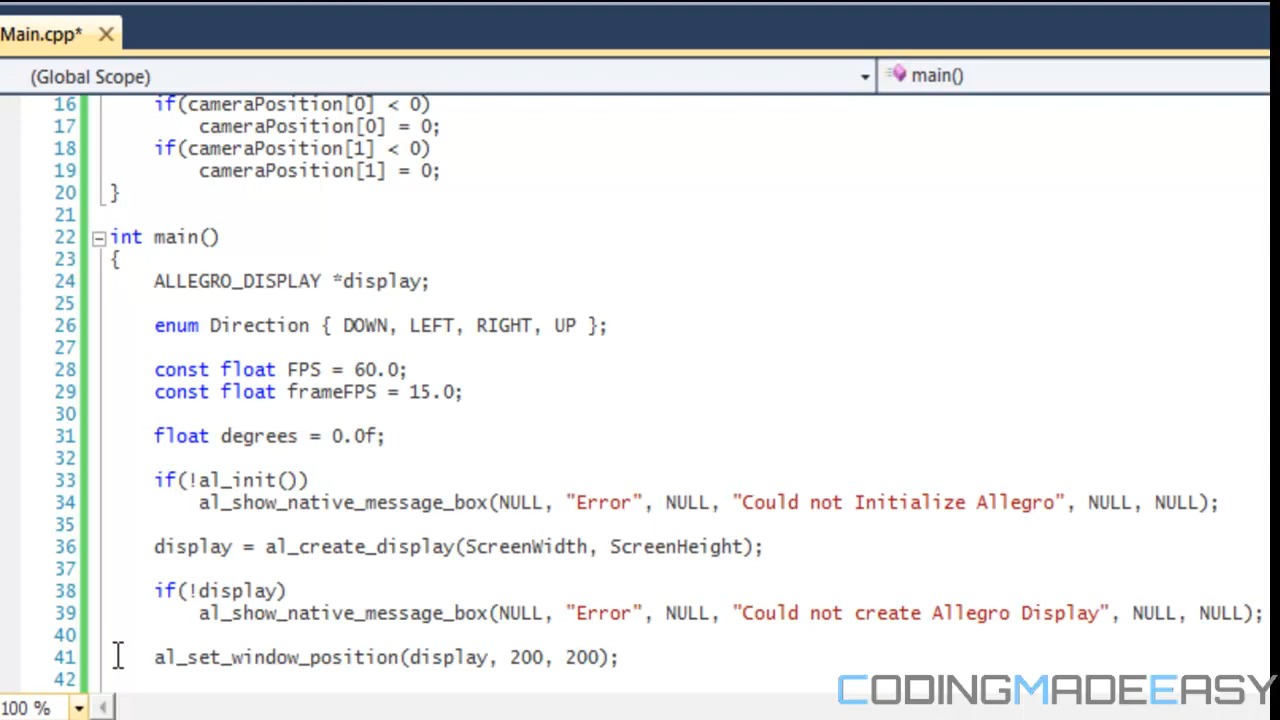 Main.cpp*
(Global Scope) main()
16 if(cameraPosition[0] < 0)
17 cameraPosition[0] = 0;
18 if(cameraPosition[1] < 0)
19 cameraPosition[1] = 0;
20 }
21
22 int main()
23 {
24 ALLEGRO_DISPLAY *display;
25
26 enum Direction { DOWN, LEFT, RIGHT, UP };
27
28 const float FPS = 60.0;
29 const float frameFPS = 15.0;
30
31 float degrees = 0.0f;
32
33 if(!al_init())
34 al_show_native_message_box(NULL, "Error", NULL, "Could not Initialize Allegro", NULL, NULL);
35
36 display = al_create_display(ScreenWidth, ScreenHeight);
37
38 if(!display)
39 al_show_native_message_box(NULL, "Error", NULL, "Could not create Allegro Display", NULL, NULL);
40
41 al_set_window_position(display, 200, 200);
42
100 %
CODINGMADEEASY